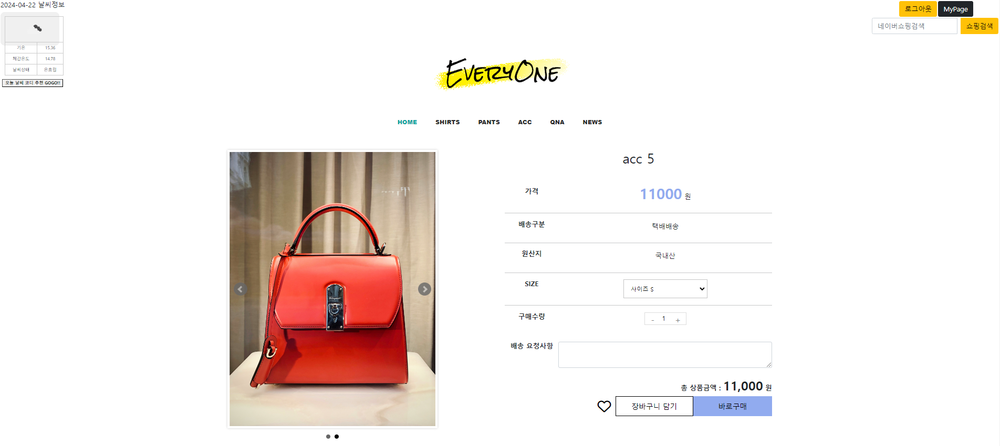 2024-04-22 날씨정보
로그아웃 MyPage
네이버쇼핑검색 쇼핑검색
기온 15.36
체감온도 14.78
날씨상태 온흐림
오늘 날씨 코디 추천 GOGO!!
EVERYONE
HOME SHIRTS PANTS ACC QNA NEWS
acc 5
가격 11000 원
배송구분 택배배송
원산지 국내산
SIZE 사이즈 S
구매수량 - 1 +
배송 요청사항
총 상품금액 : 11,000 원
장바구니 담기 바로구매